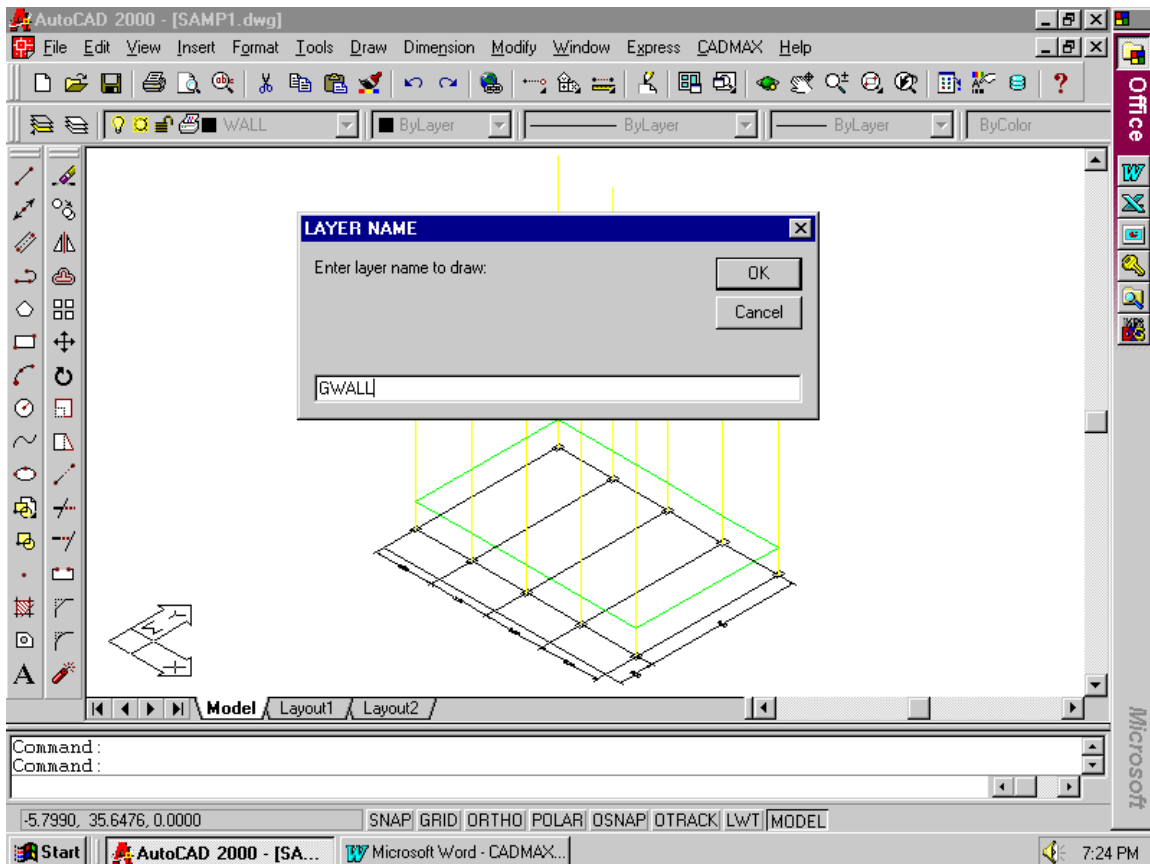 AutoCAD 2000 - [SAMP1.dwg]
File Edit View Insert Format Tools Draw Dimension Modify Window Express CADMAX Help
WALL ByLayer ByLayer ByLayer ByColor
Office
LAYER NAME
Enter layer name to draw:
OK
Cancel
GWALL
A
Model Layout1 Layout2
Command:
Command:
Microsoft
-5.7990, 35.6476, 0.0000 SNAP GRID ORTHO POLAR OSNAP OTRACK LWT MODEL
Start AutoCAD 2000 - [SA... Microsoft Word - CADMAX... 7:24 PM